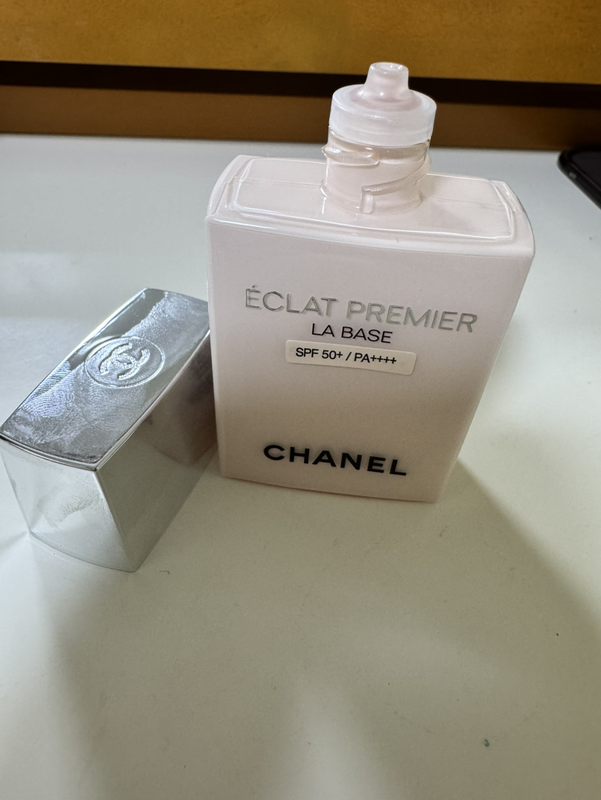 ÉCLAT PREMIER
LA BASE
SPF 50+ / PA++++
CHANEL